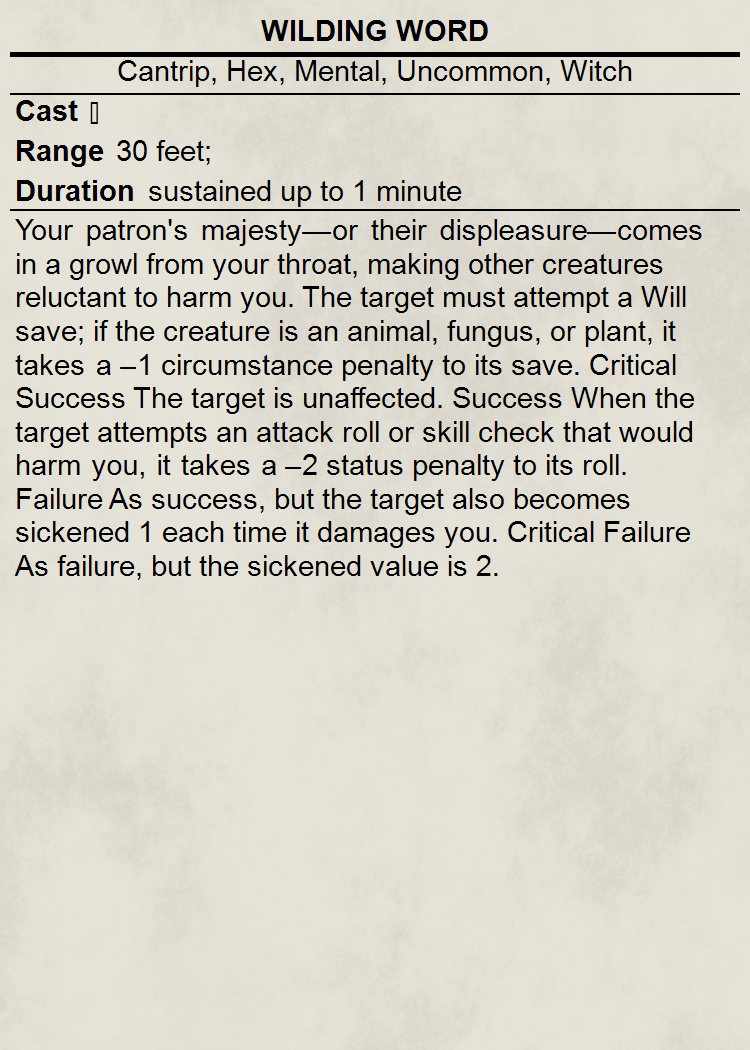 WILDING WORD
Cantrip, Hex, Mental, Uncommon, Witch
Cast
Range 30 feet;
Duration sustained up to 1 minute
Your patron's majesty—or their displeasure—comes
in a growl from your throat, making other creatures
reluctant to harm you. The target must attempt a Will
save; if the creature is an animal, fungus, or plant, it
takes a –1 circumstance penalty to its save. Critical
Success The target is unaffected. Success When the
target attempts an attack roll or skill check that would
harm you, it takes a –2 status penalty to its roll.
Failure As success, but the target also becomes
sickened 1 each time it damages you. Critical Failure
As failure, but the sickened value is 2.